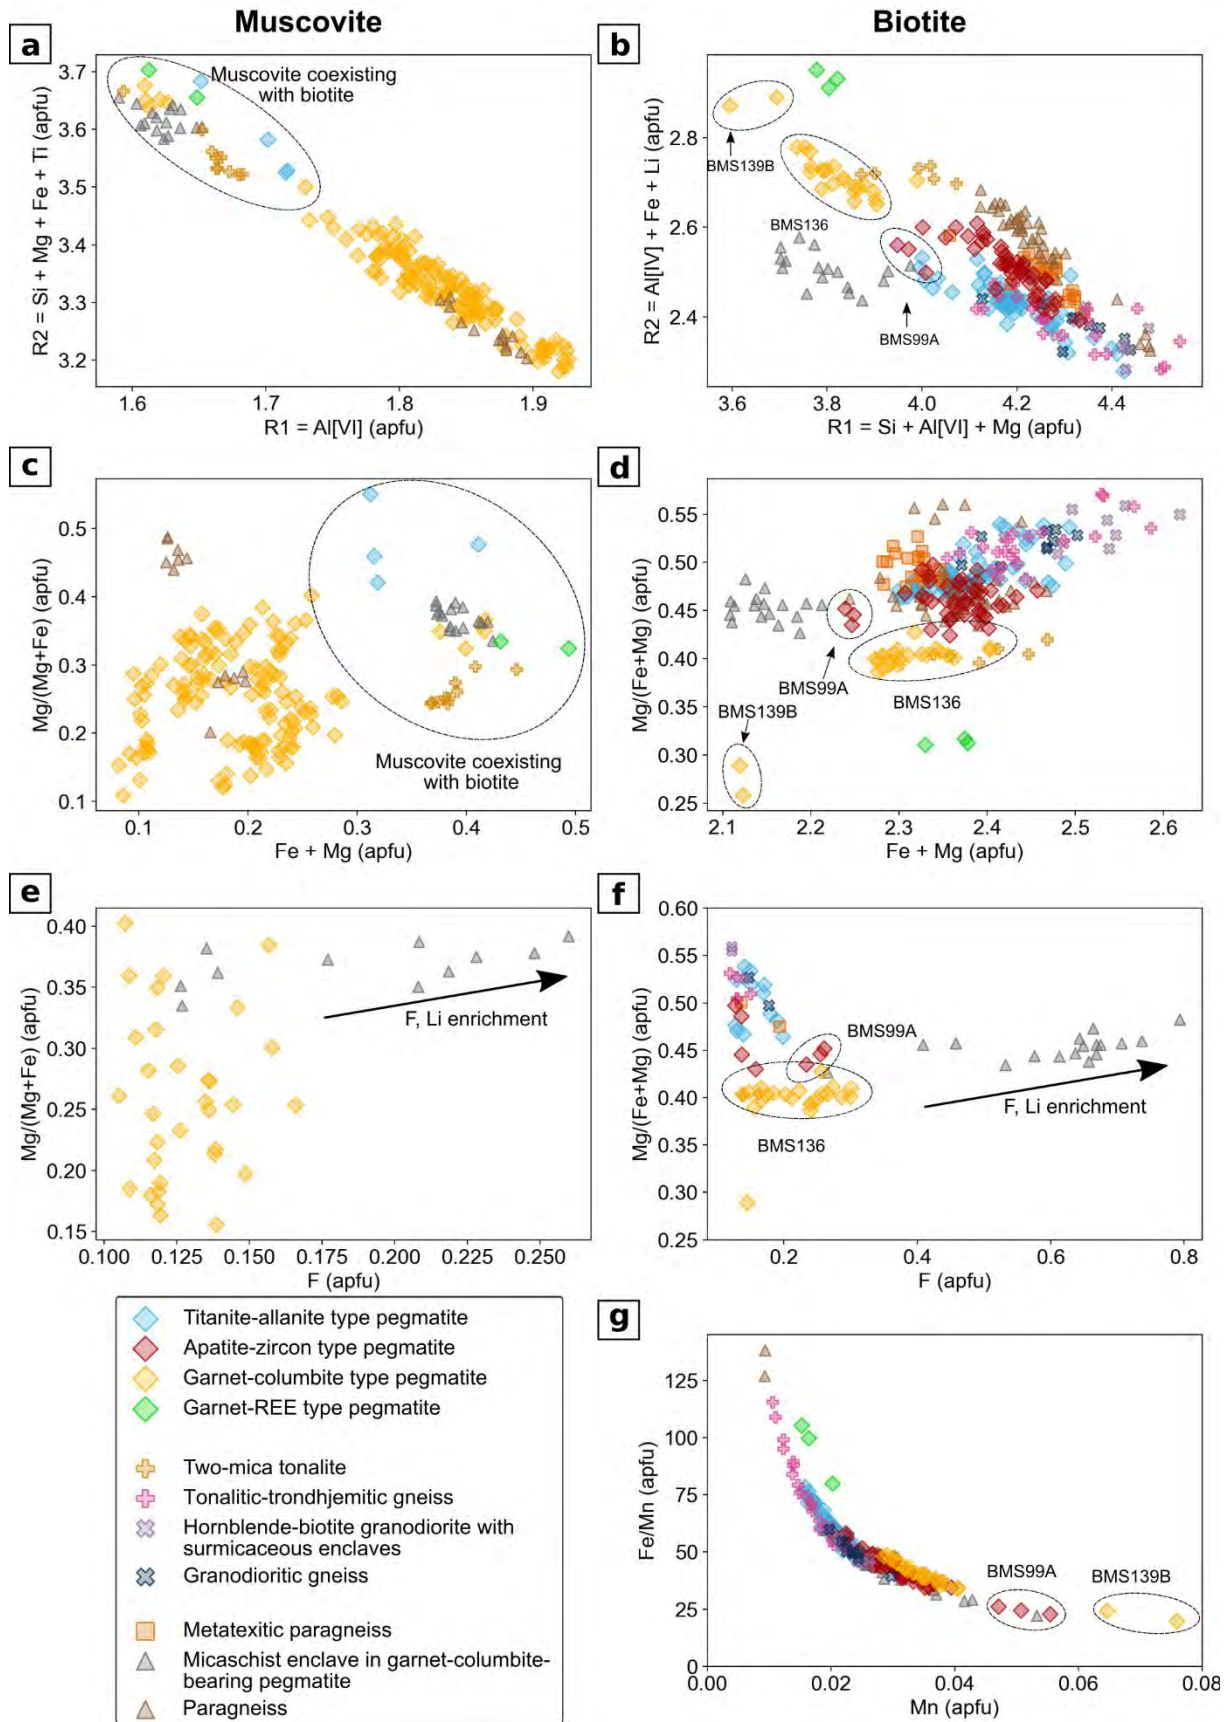 Muscovite
Biotite
a
Muscovite coexisting
with biotite
R2 = Si + Mg + Fe + Ti (apfu)
3.7
3.6
3.5
3.4
3.3
3.2
1.6 1.7 1.8 1.9
R1 = Al[VI] (apfu)
b
BMS139B
BMS136
BMS99A
R2 = Al[IV] + Fe + Li (apfu)
2.8
2.6
2.4
3.6 3.8 4.0 4.2 4.4
R1 = Si + Al[VI] + Mg (apfu)
c
Mg/(Mg+Fe) (apfu)
0.5
0.4
0.3
0.2
0.1
Muscovite coexisting
with biotite
0.1 0.2 0.3 0.4 0.5
Fe + Mg (apfu)
d
Mg/(Fe+Mg) (apfu)
0.55
0.50
0.45
0.40
0.35
0.30
0.25
BMS99A
BMS136
BMS139B
2.1 2.2 2.3 2.4 2.5 2.6
Fe + Mg (apfu)
e
Mg/(Mg+Fe) (apfu)
0.40
0.35
0.30
0.25
0.20
0.15
F, Li enrichment
0.100 0.125 0.150 0.175 0.200 0.225 0.250
F (apfu)
f
Mg/(Fe+Mg) (apfu)
0.60
0.55
0.50
0.45
0.40
0.35
0.30
0.25
BMS99A
F, Li enrichment
BMS136
0.2 0.4 0.6 0.8
F (apfu)
Titanite-allanite type pegmatite
Apatite-zircon type pegmatite
Garnet-columbite type pegmatite
Garnet-REE type pegmatite
Two-mica tonalite
Tonalitic-trondhjemitic gneiss
Hornblende-biotite granodiorite with
surmicaceous enclaves
Granodioritic gneiss
Metatexitic paragneiss
Micaschist enclave in garnet-columbite-
bearing pegmatite
Paragneiss
g
Fe/Mn (apfu)
125
100
75
50
25
0
BMS99A
BMS139B
0.00 0.02 0.04 0.06 0.08
Mn (apfu)